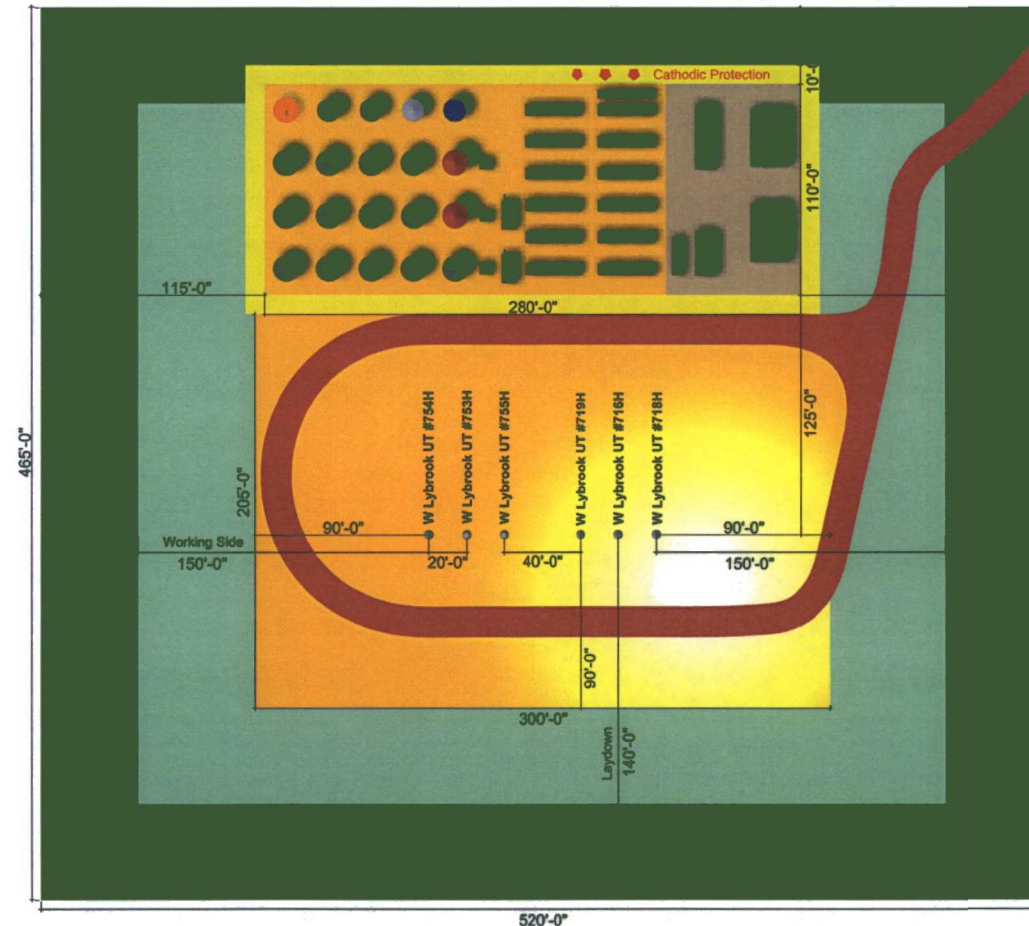 Cathodic Protection
110'-0"
115'-0"
280'-0"
W Lybrook UT #754H
W Lybrook UT #753H
W Lybrook UT #755H
W Lybrook UT #719H
W Lybrook UT #716H
W Lybrook UT #718H
125'-0"
465'-0"
205'-0"
90'-0"
90'-0"
Working Side
150'-0"
20'-0"
40'-0"
150'-0"
90'-0"
300'-0"
Laydown
140'-0"
520'-0"